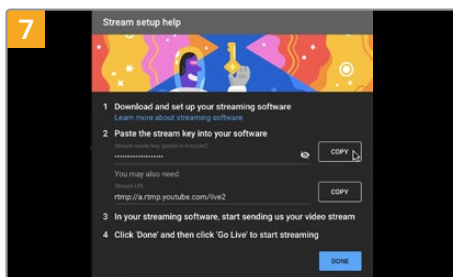 7
Stream setup help
1 Download and set up your streaming software
Learn more about streaming software
2 Paste the stream key into your software
Stream name/key (paste in encoder)
••••••••••••••••••••
COPY
You may also need:
Stream URL
rtmp://a.rtmp.youtube.com/live2
COPY
3 In your streaming software, start sending us your video stream
4 Click 'Done' and then click 'Go Live' to start streaming
DONE